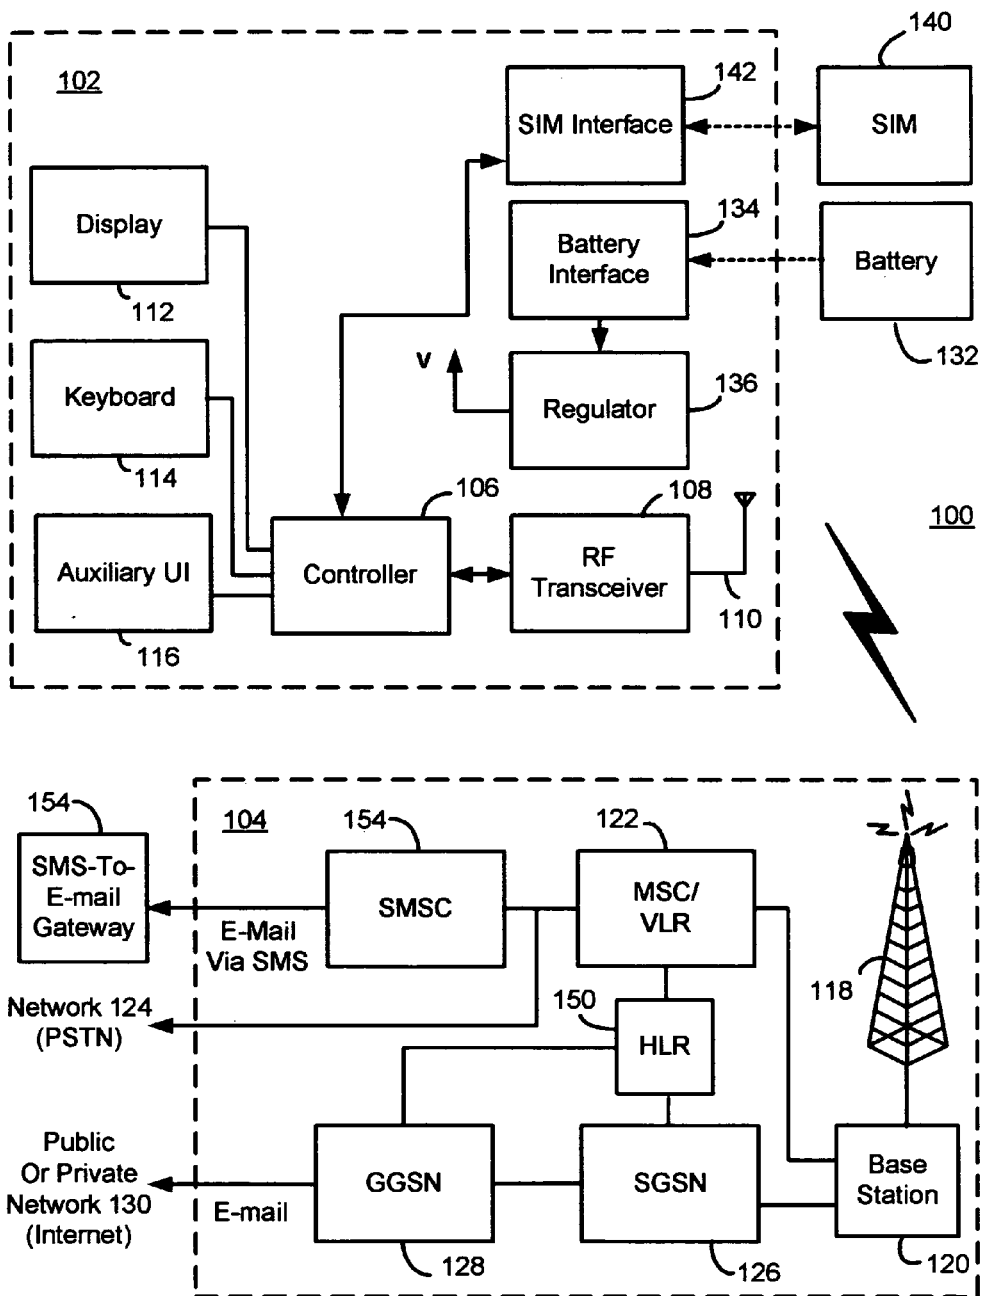 140
102
142
SIM Interface
SIM
134
Display
Battery
Interface
Battery
112
132
V
136
Keyboard
Regulator
114
106
108
100
Auxiliary UI
Controller
RF
Transceiver
110
116
154
104
154
122
SMS-To-
E-mail
Gateway
SMSC
MSC/
VLR
E-Mail
Via SMS
118
Network 124
(PSTN)
150
HLR
Public
Or Private
Network 130
(Internet)
GGSN
SGSN
Base
Station
E-mail
128
126
120